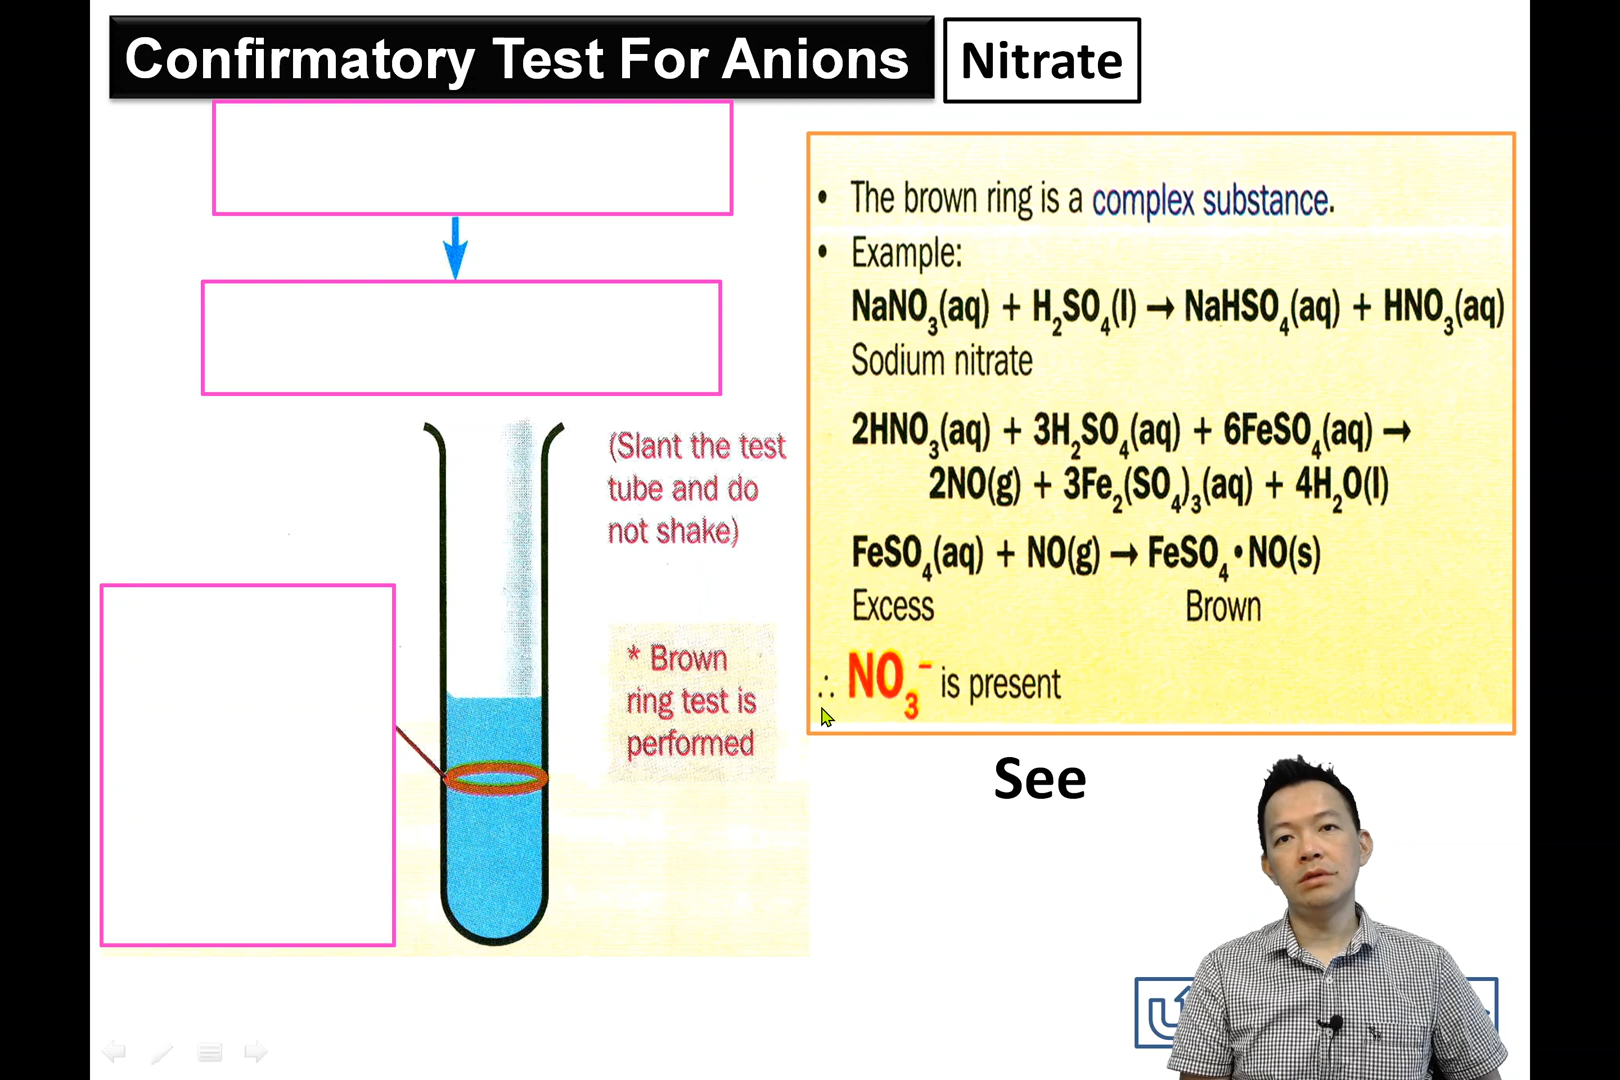 Confirmatory Test For Anions
Nitrate
• The brown ring is a complex substance.
• Example:
NaNO₃(aq) + H₂SO₄(l) → NaHSO₄(aq) + HNO₃(aq)
Sodium nitrate
2HNO₃(aq) + 3H₂SO₄(aq) + 6FeSO₄(aq) →
2NO(g) + 3Fe₂(SO₄)₃(aq) + 4H₂O(l)
FeSO₄(aq) + NO(g) → FeSO₄•NO(s)
Excess Brown
∴ NO₃⁻ is present
(Slant the test
tube and do
not shake)
* Brown
ring test is
performed
See